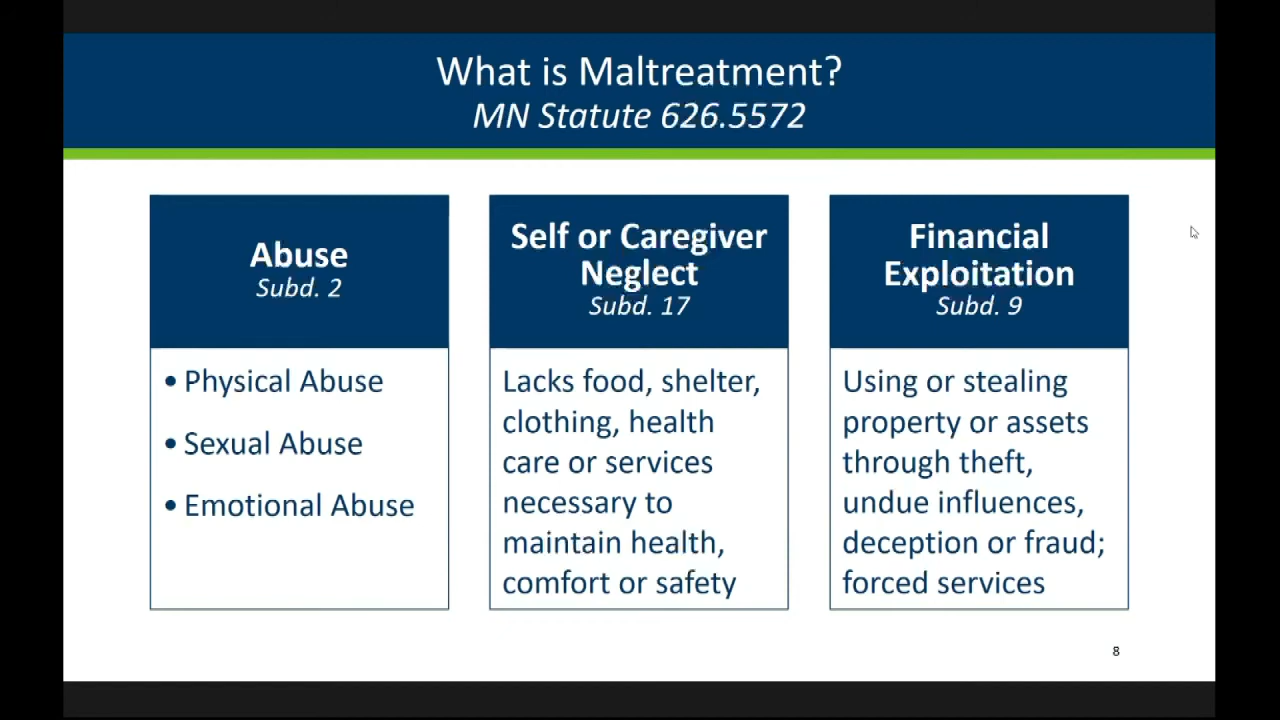 What is Maltreatment?
MN Statute 626.5572
Abuse
Subd. 2
• Physical Abuse
• Sexual Abuse
• Emotional Abuse
Self or Caregiver
Neglect
Subd. 17
Lacks food, shelter,
clothing, health
care or services
necessary to
maintain health,
comfort or safety
Financial
Exploitation
Subd. 9
Using or stealing
property or assets
through theft,
undue influences,
deception or fraud;
forced services
8